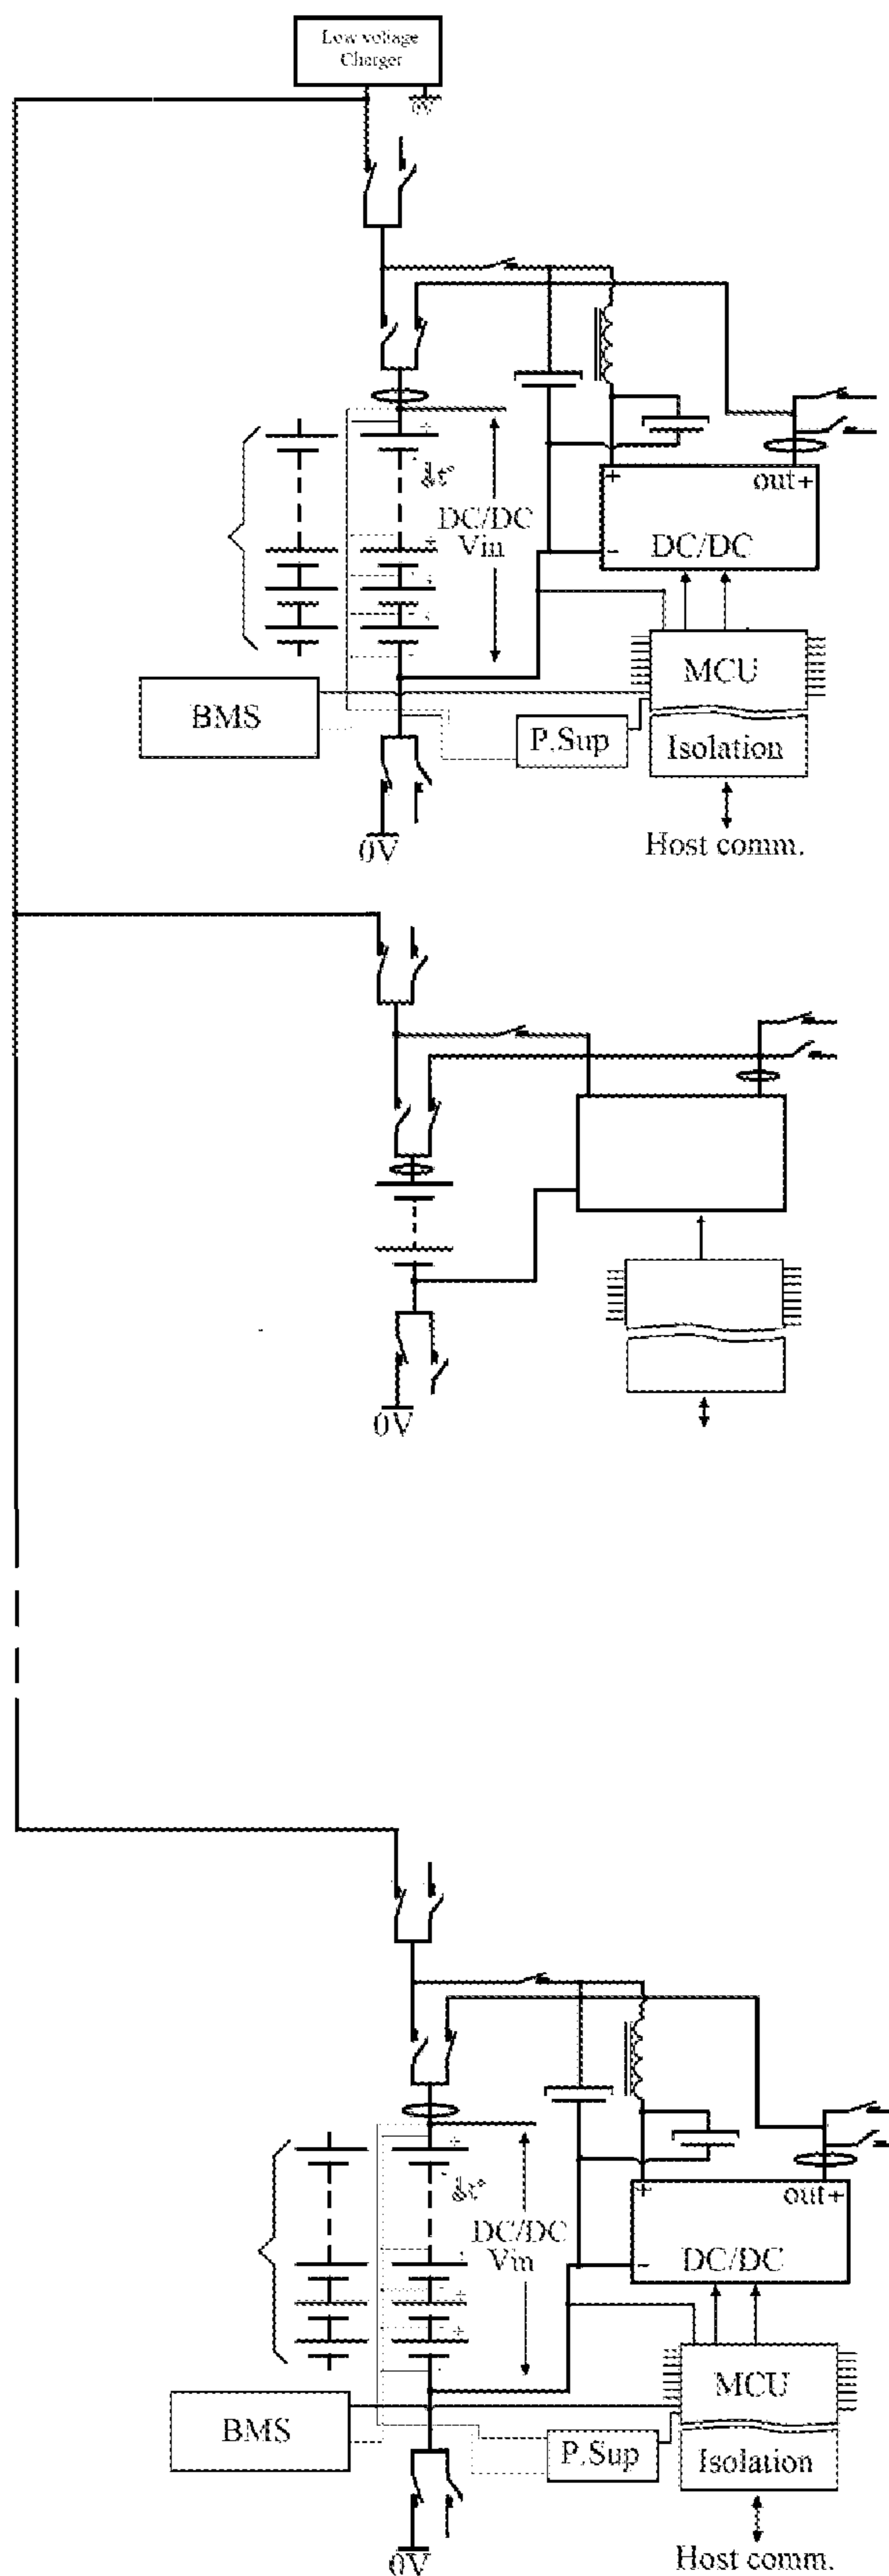 Low voltage
Charger
0V
+
t°
DC/DC
Vin
+
out+
-
DC/DC
+
+
+
MCU
BMS
P.Sup
Isolation
0V
Host comm.
0V
+
t°
DC/DC
Vin
+
out+
-
DC/DC
+
+
MCU
BMS
P.Sup
Isolation
0V
Host comm.